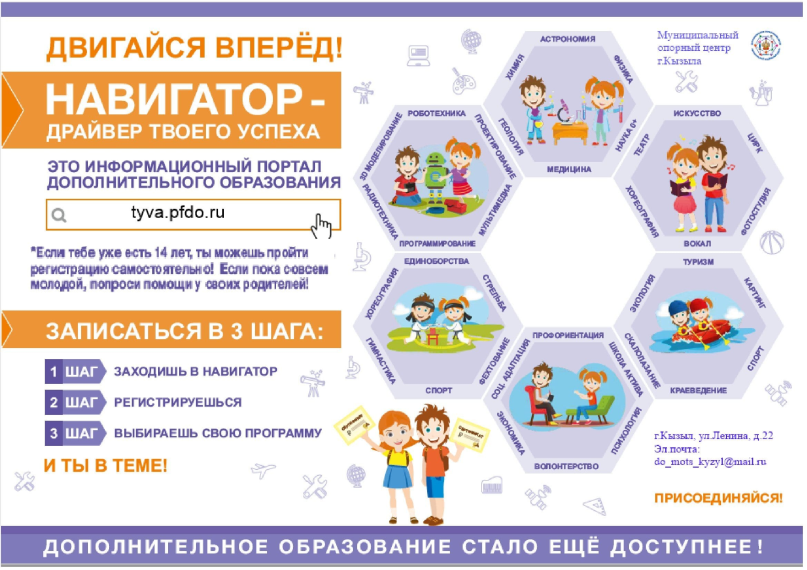 ДВИГАЙСЯ ВПЕРЁД!
НАВИГАТОР -
ДРАЙВЕР ТВОЕГО УСПЕХА
ЭТО ИНФОРМАЦИОННЫЙ ПОРТАЛ
ДОПОЛНИТЕЛЬНОГО ОБРАЗОВАНИЯ
tyva.pfdo.ru
*Если тебе уже есть 14 лет, ты можешь пройти
регистрацию самостоятельно! Если пока совсем
молодой, попроси помощи у своих родителей!
ЗАПИСАТЬСЯ В 3 ШАГА:
1 ШАГ ЗАХОДИШЬ В НАВИГАТОР
2 ШАГ РЕГИСТРИРУЕШЬСЯ
3 ШАГ ВЫБИРАЕШЬ СВОЮ ПРОГРАММУ
И ТЫ В ТЕМЕ!
АСТРОНОМИЯ
ХИМИЯ
ФИЗИКА
ГЕОЛОГИЯ
НАУКА 0+
МЕДИЦИНА
РОБОТОТЕХНИКА
3D МОДЕЛИРОВАНИЕ
ПРОЕКТИРОВАНИЕ
РАДИОТЕХНИКА
МУЛЬТИМЕДИА
ПРОГРАММИРОВАНИЕ
ИСКУССТВО
ТЕАТР
ЦИРК
ХОРЕОГРАФИЯ
ФОТОСТУДИЯ
ВОКАЛ
ЕДИНОБОРСТВА
ХОРЕОГРАФИЯ
СТРЕЛЬБА
ГИМНАСТИКА
ФЕХТОВАНИЕ
СПОРТ
ТУРИЗМ
ЭКОЛОГИЯ
КАРТИНГ
СКАЛОЛАЗАНИЕ
СПОРТ
КРАЕВЕДЕНИЕ
ПРОФОРИЕНТАЦИЯ
СОЦ. АДАПТАЦИЯ
ШКОЛА АКТИВА
ЭКОНОМИКА
ПСИХОЛОГИЯ
ВОЛОНТЕРСТВО
Муниципальный
опорный центр
г.Кызыла
г.Кызыл, ул.Ленина, д.22
Эл.почта:
do_mots_kyzyl@mail.ru
ПРИСОЕДИНЯЙСЯ!
ДОПОЛНИТЕЛЬНОЕ ОБРАЗОВАНИЕ СТАЛО ЕЩЁ ДОСТУПНЕЕ!